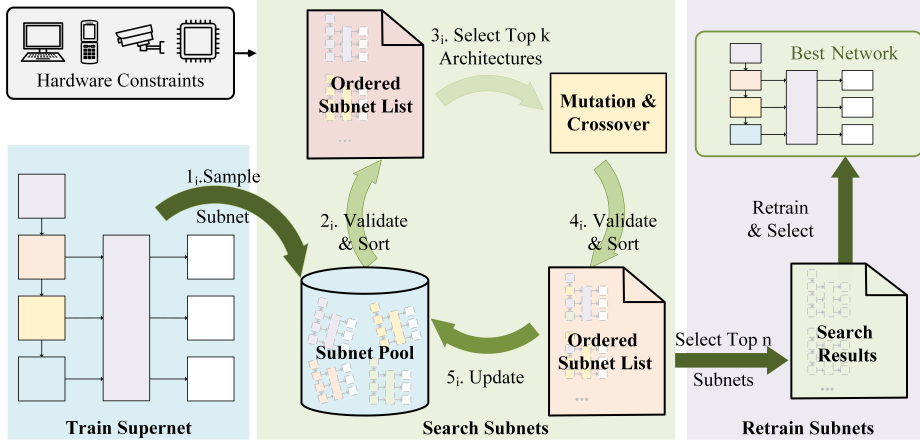 Hardware Constraints
3ᵢ. Select Top k
Architectures
Ordered
Subnet List
...
Mutation &
Crossover
Best Network
1ᵢ.Sample
Subnet
2ᵢ. Validate
& Sort
4ᵢ. Validate
& Sort
Retrain
& Select
Subnet Pool
5ᵢ. Update
Ordered
Subnet List
...
Select Top n
Subnets
Search
Results
...
Train Supernet
Search Subnets
Retrain Subnets